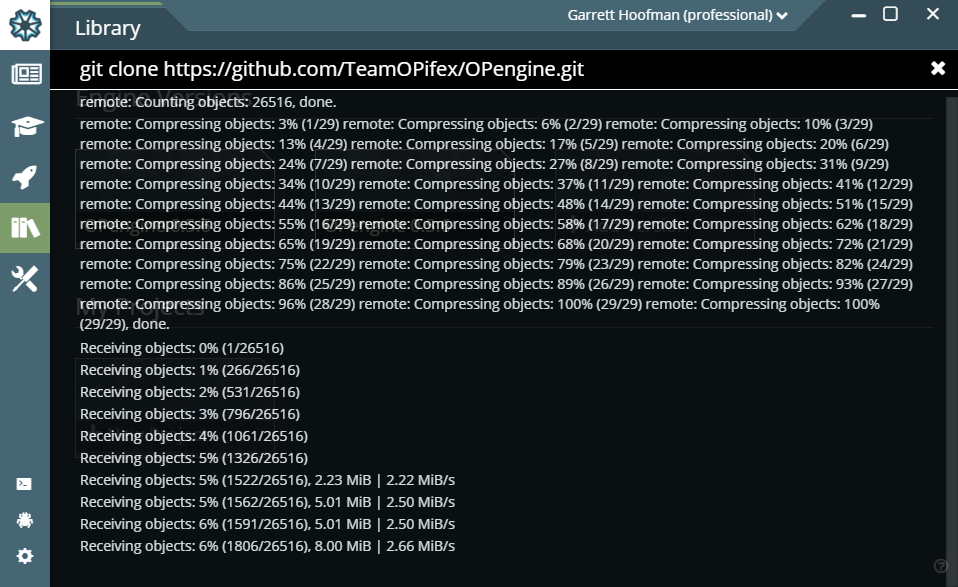 Garrett Hoofman (professional)
Library
git clone https://github.com/TeamOPifex/OPengine.git
Engine Versions
remote: Counting objects: 26516, done.
remote: Compressing objects: 3% (1/29) remote: Compressing objects: 6% (2/29) remote: Compressing objects: 10% (3/29)
remote: Compressing objects: 13% (4/29) remote: Compressing objects: 17% (5/29) remote: Compressing objects: 20% (6/29)
remote: Compressing objects: 24% (7/29) remote: Compressing objects: 27% (8/29) remote: Compressing objects: 31% (9/29)
remote: Compressing objects: 34% (10/29) remote: Compressing objects: 37% (11/29) remote: Compressing objects: 41% (12/29)
remote: Compressing objects: 44% (13/29) remote: Compressing objects: 48% (14/29) remote: Compressing objects: 51% (15/29)
remote: Compressing objects: 55% (16/29) remote: Compressing objects: 58% (17/29) remote: Compressing objects: 62% (18/29)
remote: Compressing objects: 65% (19/29) remote: Compressing objects: 68% (20/29) remote: Compressing objects: 72% (21/29)
remote: Compressing objects: 75% (22/29) remote: Compressing objects: 79% (23/29) remote: Compressing objects: 82% (24/29)
remote: Compressing objects: 86% (25/29) remote: Compressing objects: 89% (26/29) remote: Compressing objects: 93% (27/29)
My Projects
remote: Compressing objects: 96% (28/29) remote: Compressing objects: 100% (29/29) remote: Compressing objects: 100%
(29/29), done.
Receiving objects: 0% (1/26516)
Receiving objects: 1% (266/26516)
Receiving objects: 2% (531/26516)
Receiving objects: 3% (796/26516)
Receiving objects: 4% (1061/26516)
Receiving objects: 5% (1326/26516)
Receiving objects: 5% (1522/26516), 2.23 MiB | 2.22 MiB/s
Receiving objects: 5% (1562/26516), 5.01 MiB | 2.50 MiB/s
Receiving objects: 6% (1591/26516), 5.01 MiB | 2.50 MiB/s
Receiving objects: 6% (1806/26516), 8.00 MiB | 2.66 MiB/s